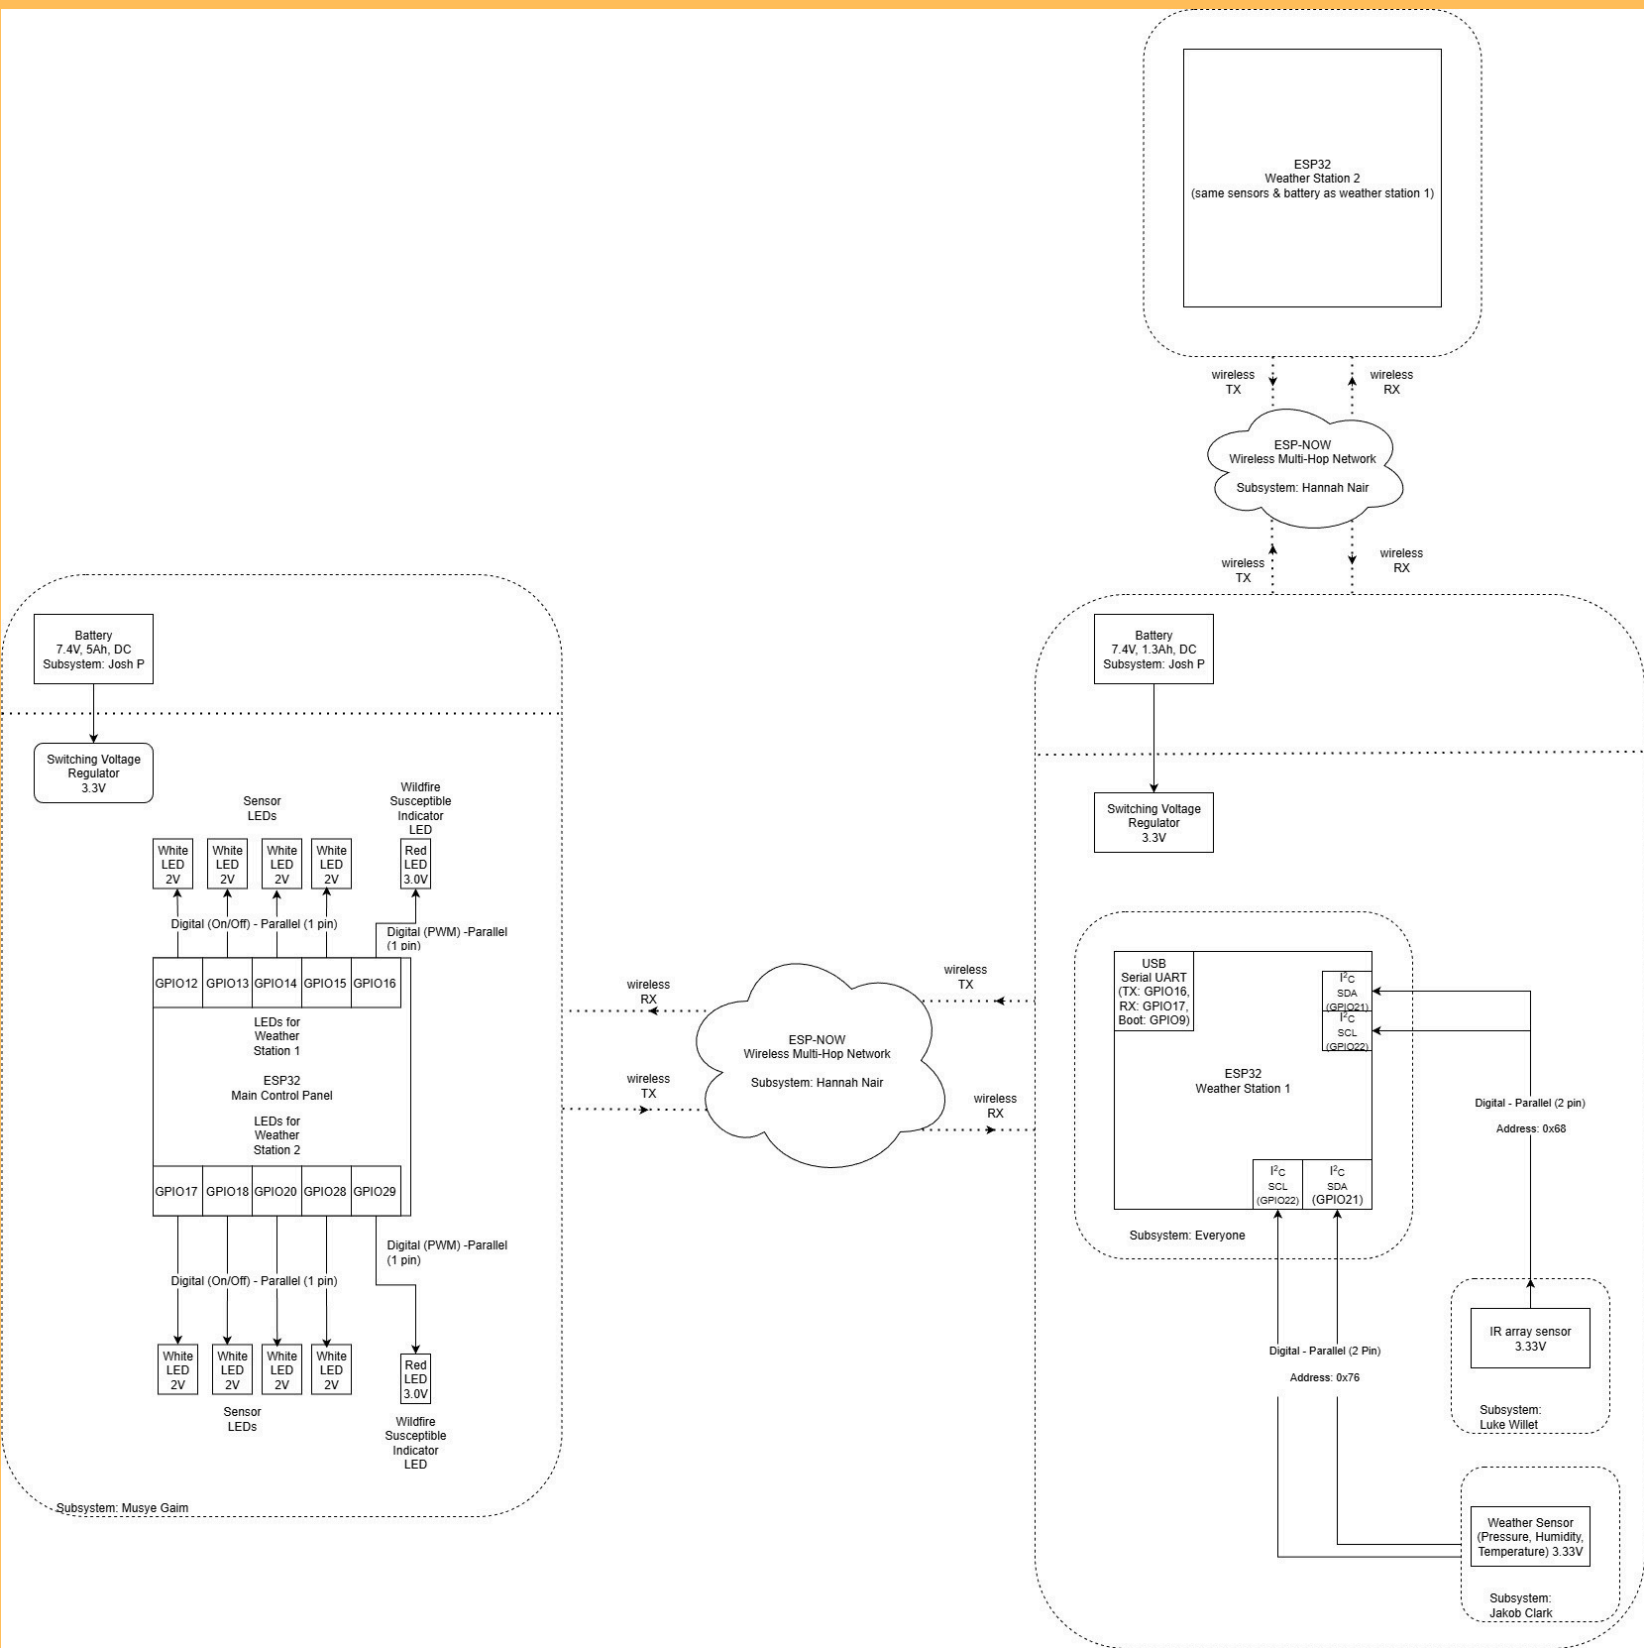 ESP32
Weather Station 2
(same sensors & battery as weather station 1)
wireless
TX
wireless
RX
ESP-NOW
Wireless Multi-Hop Network
Subsystem: Hannah Nair
wireless
TX
wireless
RX
Battery
7.4V, 5Ah, DC
Subsystem: Josh P
Switching Voltage
Regulator
3.3V
Sensor
LEDs
Wildfire
Susceptible
Indicator
LED
White
LED
2V
White
LED
2V
White
LED
2V
White
LED
2V
Red
LED
3.0V
Digital (On/Off) - Parallel (1 pin)
Digital (PWM) -Parallel
(1 pin)
GPIO12
GPIO13
GPIO14
GPIO15
GPIO16
LEDs for
Weather
Station 1
ESP32
Main Control Panel
LEDs for
Weather
Station 2
GPIO17
GPIO18
GPIO20
GPIO28
GPIO29
Digital (PWM) -Parallel
(1 pin)
Digital (On/Off) - Parallel (1 pin)
White
LED
2V
White
LED
2V
White
LED
2V
White
LED
2V
Red
LED
3.0V
Sensor
LEDs
Wildfire
Susceptible
Indicator
LED
Subsystem: Musye Gaim
wireless
RX
wireless
TX
ESP-NOW
Wireless Multi-Hop Network
Subsystem: Hannah Nair
wireless
TX
wireless
RX
Battery
7.4V, 1.3Ah, DC
Subsystem: Josh P
Switching Voltage
Regulator
3.3V
USB
Serial UART
(TX: GPIO16,
RX: GPIO17,
Boot: GPIO9)
I²C
SDA
(GPIO21)
I²C
SCL
(GPIO22)
ESP32
Weather Station 1
I²C
SCL
(GPIO22)
I²C
SDA
(GPIO21)
Subsystem: Everyone
Digital - Parallel (2 pin)
Address: 0x68
IR array sensor
3.33V
Subsystem:
Luke Willet
Digital - Parallel (2 Pin)
Address: 0x76
Weather Sensor
(Pressure, Humidity,
Temperature) 3.33V
Subsystem:
Jakob Clark